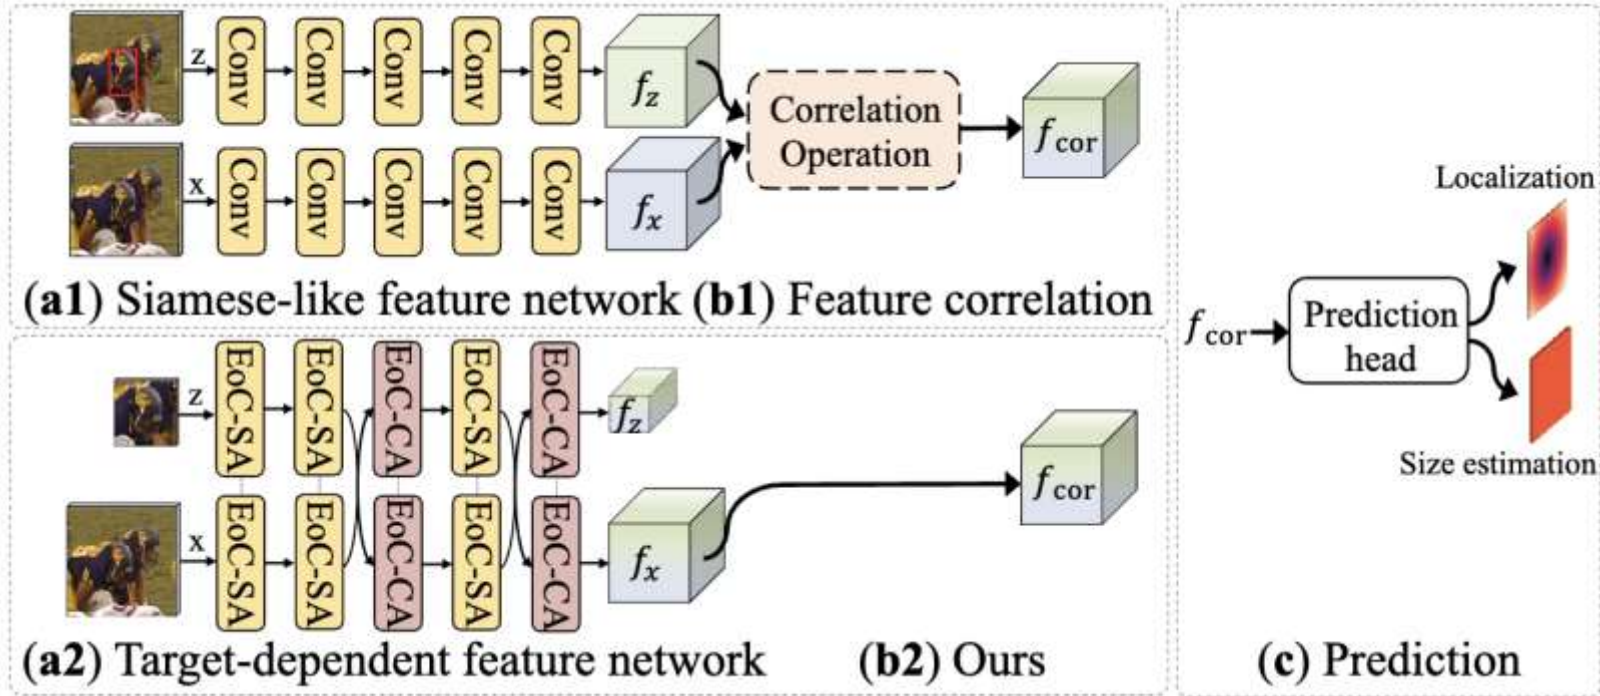 z Conv Conv Conv Conv Conv f_z
Correlation
Operation
f_cor
x Conv Conv Conv Conv Conv f_x
(a1) Siamese-like feature network (b1) Feature correlation
z EoC-SA EoC-SA EoC-CA EoC-SA EoC-CA f_z
f_cor
x EoC-SA EoC-SA EoC-CA EoC-SA EoC-CA f_x
(a2) Target-dependent feature network (b2) Ours
Localization
f_cor
Prediction
head
Size estimation
(c) Prediction